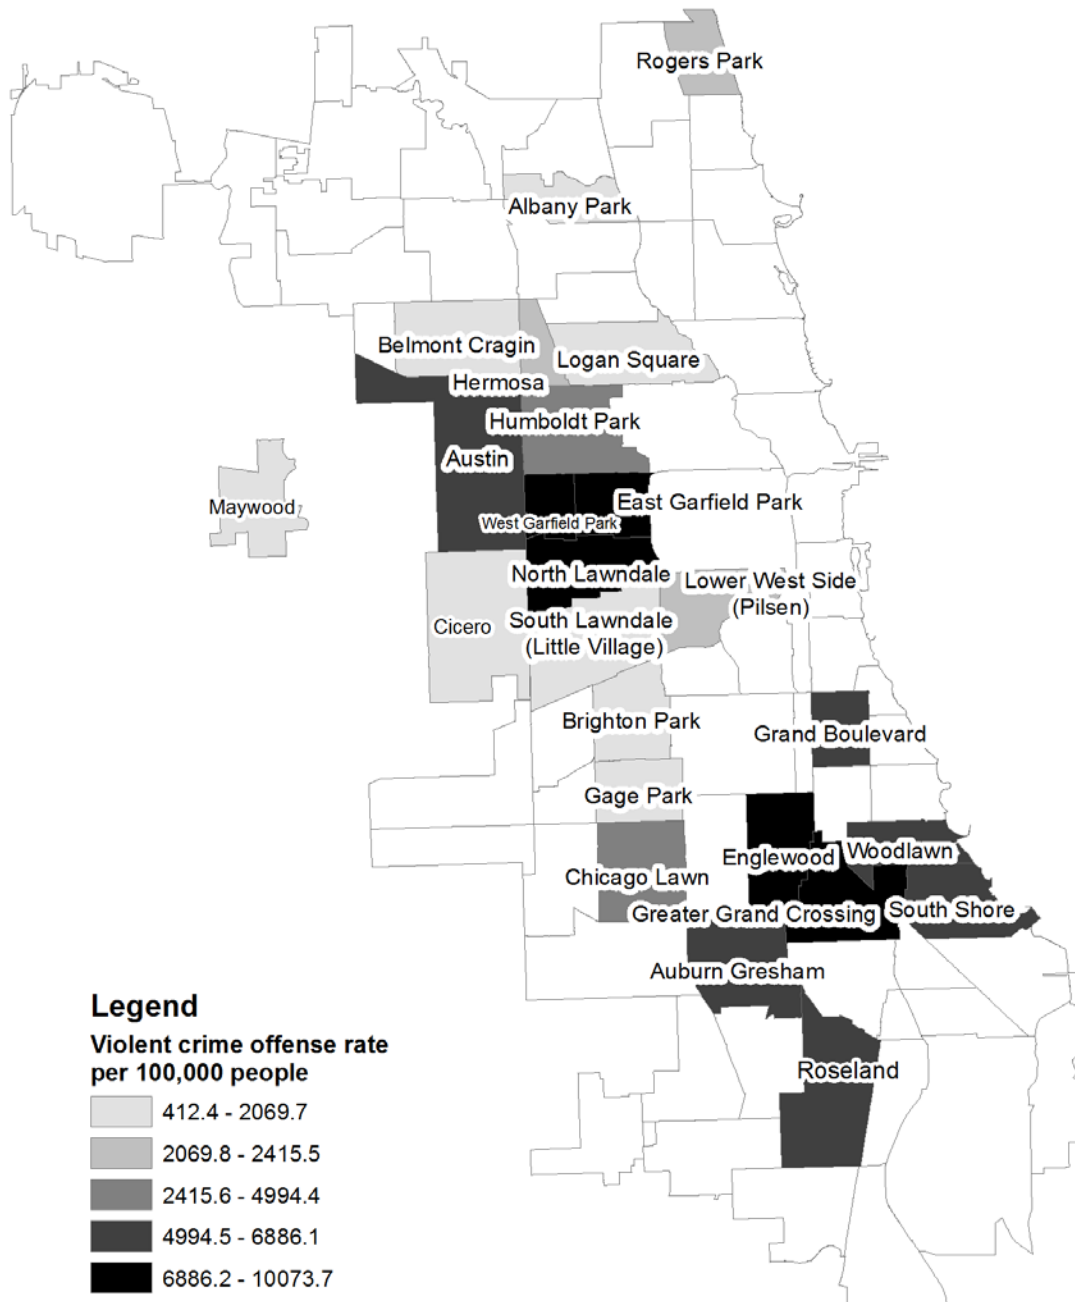 Rogers Park
Albany Park
Belmont Cragin
Logan Square
Hermosa
Humboldt Park
Austin
East Garfield Park
Maywood
West Garfield Park
North Lawndale
Lower West Side
(Pilsen)
Cicero
South Lawndale
(Little Village)
Brighton Park
Grand Boulevard
Gage Park
Englewood
Woodlawn
Chicago Lawn
Greater Grand Crossing
South Shore
Auburn Gresham
Roseland
Legend
Violent crime offense rate
per 100,000 people
412.4 - 2069.7
2069.8 - 2415.5
2415.6 - 4994.4
4994.5 - 6886.1
6886.2 - 10073.7